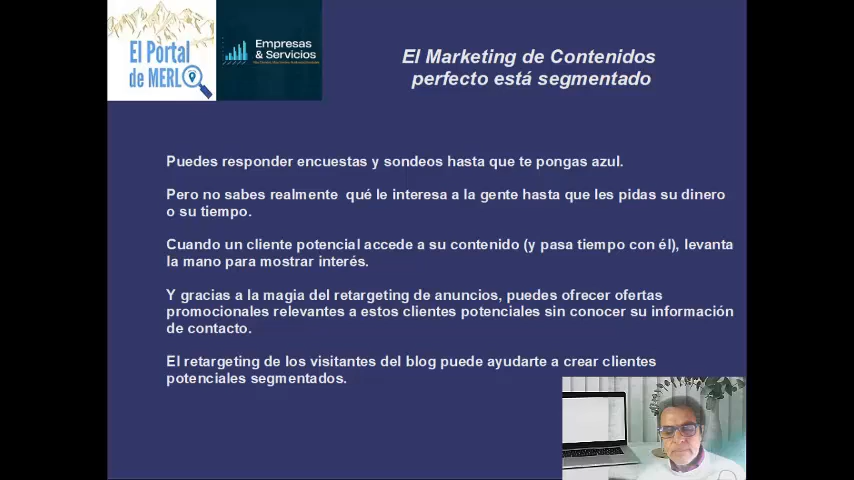 El Portal
de MERLO
Empresas
& Servicios
El Marketing de Contenidos
perfecto está segmentado
Puedes responder encuestas y sondeos hasta que te pongas azul.
Pero no sabes realmente qué le interesa a la gente hasta que les pidas su dinero
o su tiempo.
Cuando un cliente potencial accede a su contenido (y pasa tiempo con él), levanta
la mano para mostrar interés.
Y gracias a la magia del retargeting de anuncios, puedes ofrecer ofertas
promocionales relevantes a estos clientes potenciales sin conocer su información
de contacto.
El retargeting de los visitantes del blog puede ayudarte a crear clientes
potenciales segmentados.